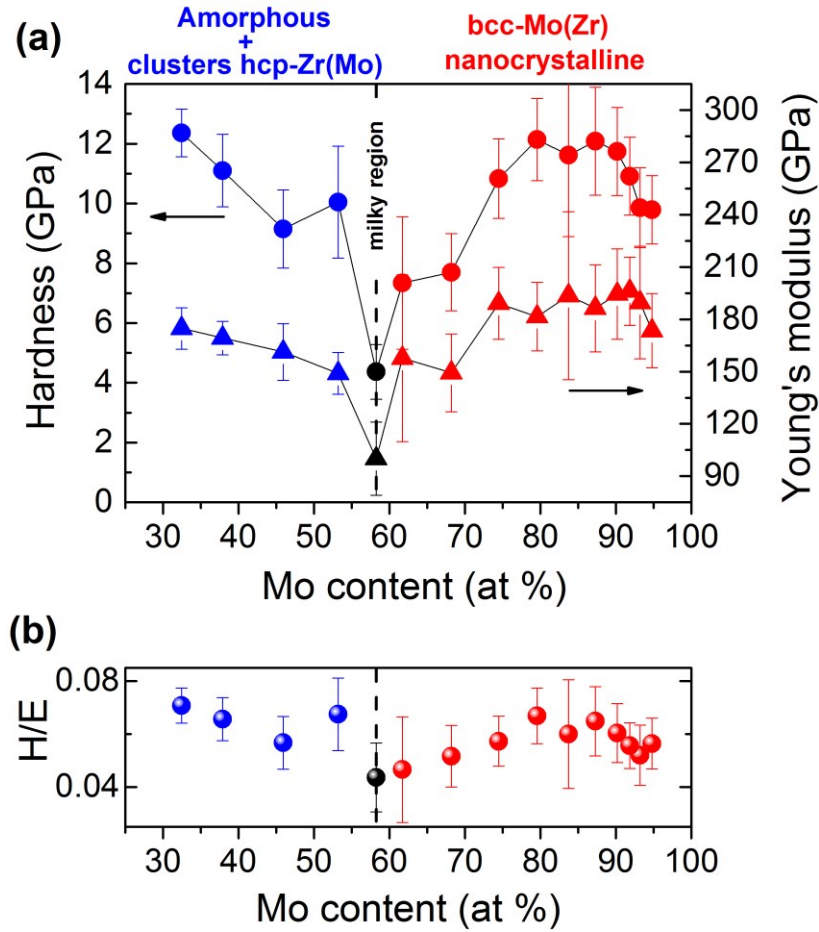 (a)
Amorphous
+
clusters hcp-Zr(Mo)
bcc-Mo(Zr)
nanocrystalline
14
12
10
8
6
4
2
0
Hardness (GPa)
milky region
300
270
240
210
180
150
120
90
Young's modulus (GPa)
30 40 50 60 70 80 90 100
Mo content (at %)
(b)
0.08
0.04
H/E
30 40 50 60 70 80 90 100
Mo content (at %)